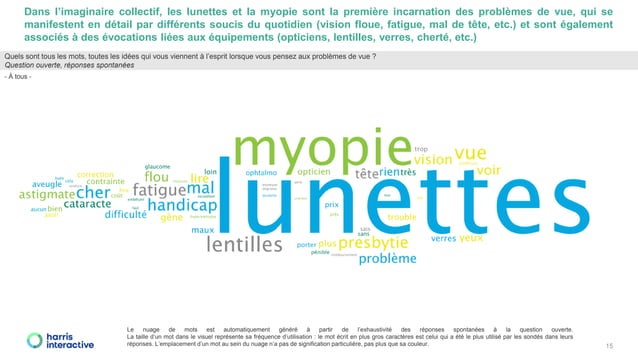 Dans l’imaginaire collectif, les lunettes et la myopie sont la première incarnation des problèmes de vue, qui se
manifestent en détail par différents soucis du quotidien (vision floue, fatigue, mal de tête, etc.) et sont également
associés à des évocations liées aux équipements (opticiens, lentilles, verres, cherté, etc.)
Quels sont tous les mots, toutes les idées qui vous viennent à l’esprit lorsque vous pensez aux problèmes de vue ?
Question ouverte, réponses spontanées
- À tous -
myopie
trop
vision vue
glaucome
loin
ophtalmo
opticien
tête rien très
voir
correction
flou
lire
aveugle
contrainte
astigmate cher
coût
fatigue mal
lunettes
cataracte
handicap
prix
aucun bien
difficulté
gêne
près
trouble
maux
lentilles
sans
porter plus presbytie
verres yeux
pénible
problème
Le nuage de mots est automatiquement généré à partir de l’exhaustivité des réponses spontanées à la question ouverte.
La taille d’un mot dans le visuel représente sa fréquence d’utilisation : le mot écrit en plus gros caractères est celui qui a été le plus utilisé par les sondés dans leurs
réponses. L’emplacement d’un mot au sein du nuage n’a pas de signification particulière, pas plus que sa couleur.
harris
interactive
15